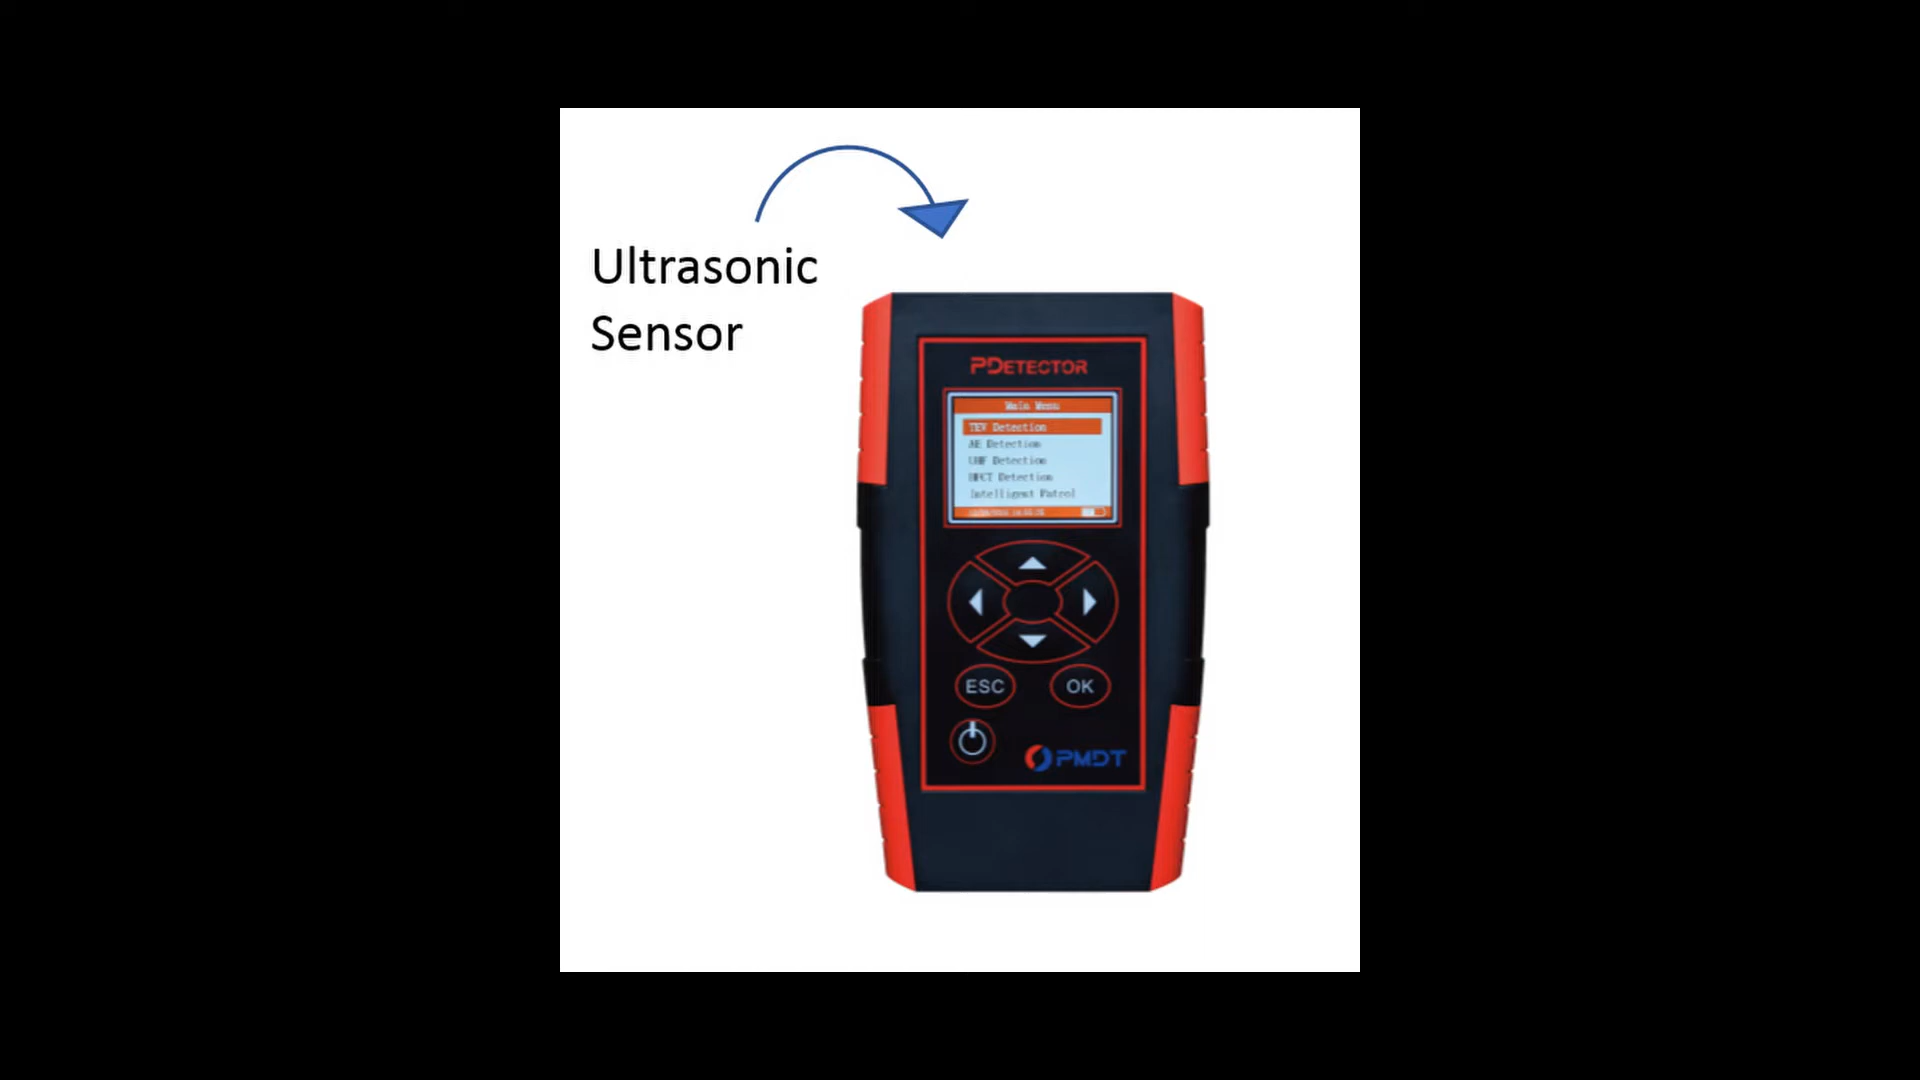 Ultrasonic
Sensor
PDETECTOR
Main Menu
TEV Detection
AE Detection
UHF Detection
HFCT Detection
Intelligent Patrol
ESC
OK
PMDT